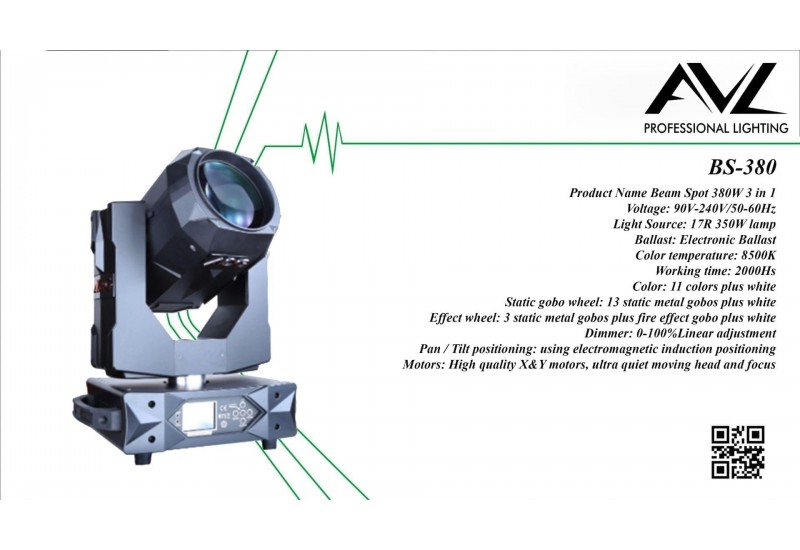 AVL
PROFESSIONAL LIGHTING
BS-380
Product Name Beam Spot 380W 3 in 1
Voltage: 90V-240V/50-60Hz
Light Source: 17R 350W lamp
Ballast: Electronic Ballast
Color temperature: 8500K
Working time: 2000Hs
Color: 11 colors plus white
Static gobo wheel: 13 static metal gobos plus white
Effect wheel: 3 static metal gobos plus fire effect gobo plus white
Dimmer: 0-100%Linear adjustment
Pan / Tilt positioning: using electromagnetic induction positioning
Motors: High quality X&Y motors, ultra quiet moving head and focus